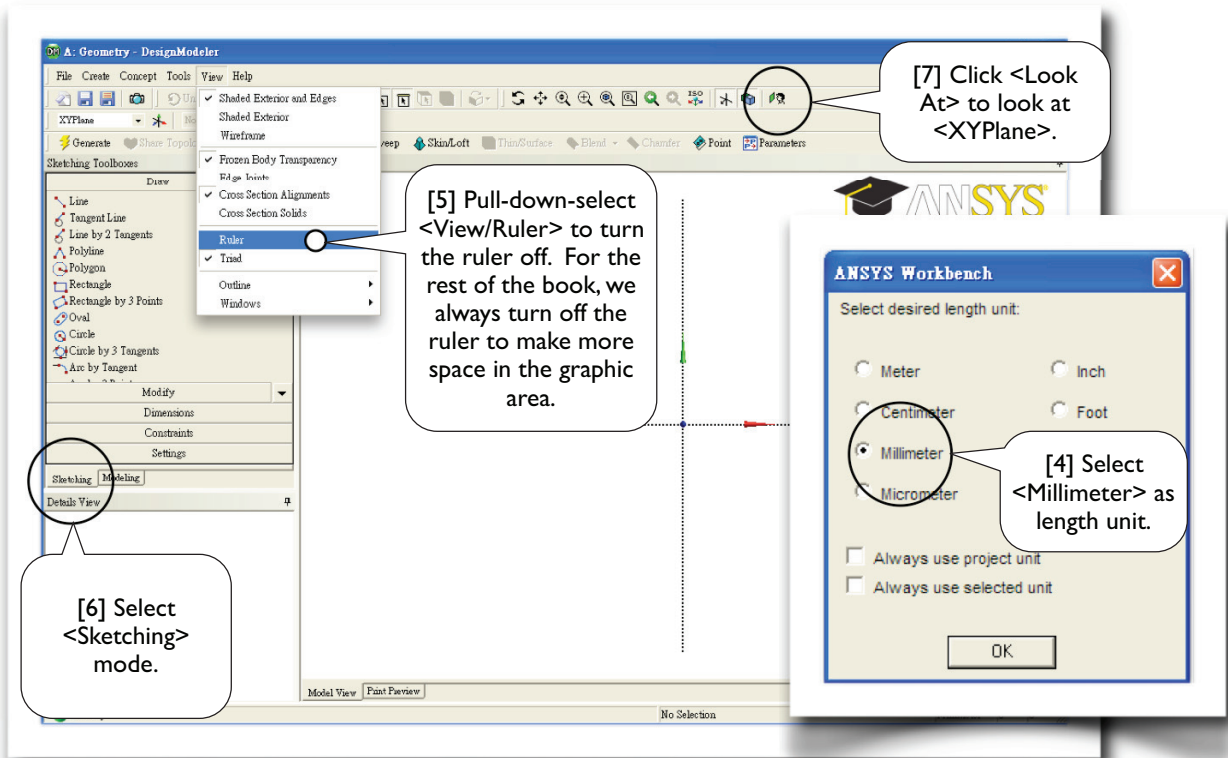 A: Geometry - DesignModeler
File Create Concept Tools View Help
XYPlane
Generate Share Topol
Skin/Loft Thin/Surface Blend Chamfer Point Parameters
Sketching Toolboxes
Draw
Line
Tangent Line
Line by 2 Tangents
Polyline
Polygon
Rectangle
Rectangle by 3 Points
Oval
Circle
Circle by 3 Tangents
Arc by Tangent
Modify
Dimensions
Constraints
Settings
Sketching Modeling
Details View
Shaded Exterior and Edges
Shaded Exterior
Wireframe
Frozen Body Transparency
Edge Joints
Cross Section Alignments
Cross Section Solids
Ruler
Triad
Outline
Windows
ISO
[7] Click <Look
At> to look at
<XYPlane>.
[5] Pull-down-select
<View/Ruler> to turn
the ruler off. For the
rest of the book, we
always turn off the
ruler to make more
space in the graphic
area.
ANSYS
ANSYS Workbench
Select desired length unit:
Meter Inch
Centimeter Foot
Millimeter
Micrometer
Always use project unit
Always use selected unit
OK
[4] Select
<Millimeter> as
length unit.
[6] Select
<Sketching>
mode.
Model View Print Preview
No Selection